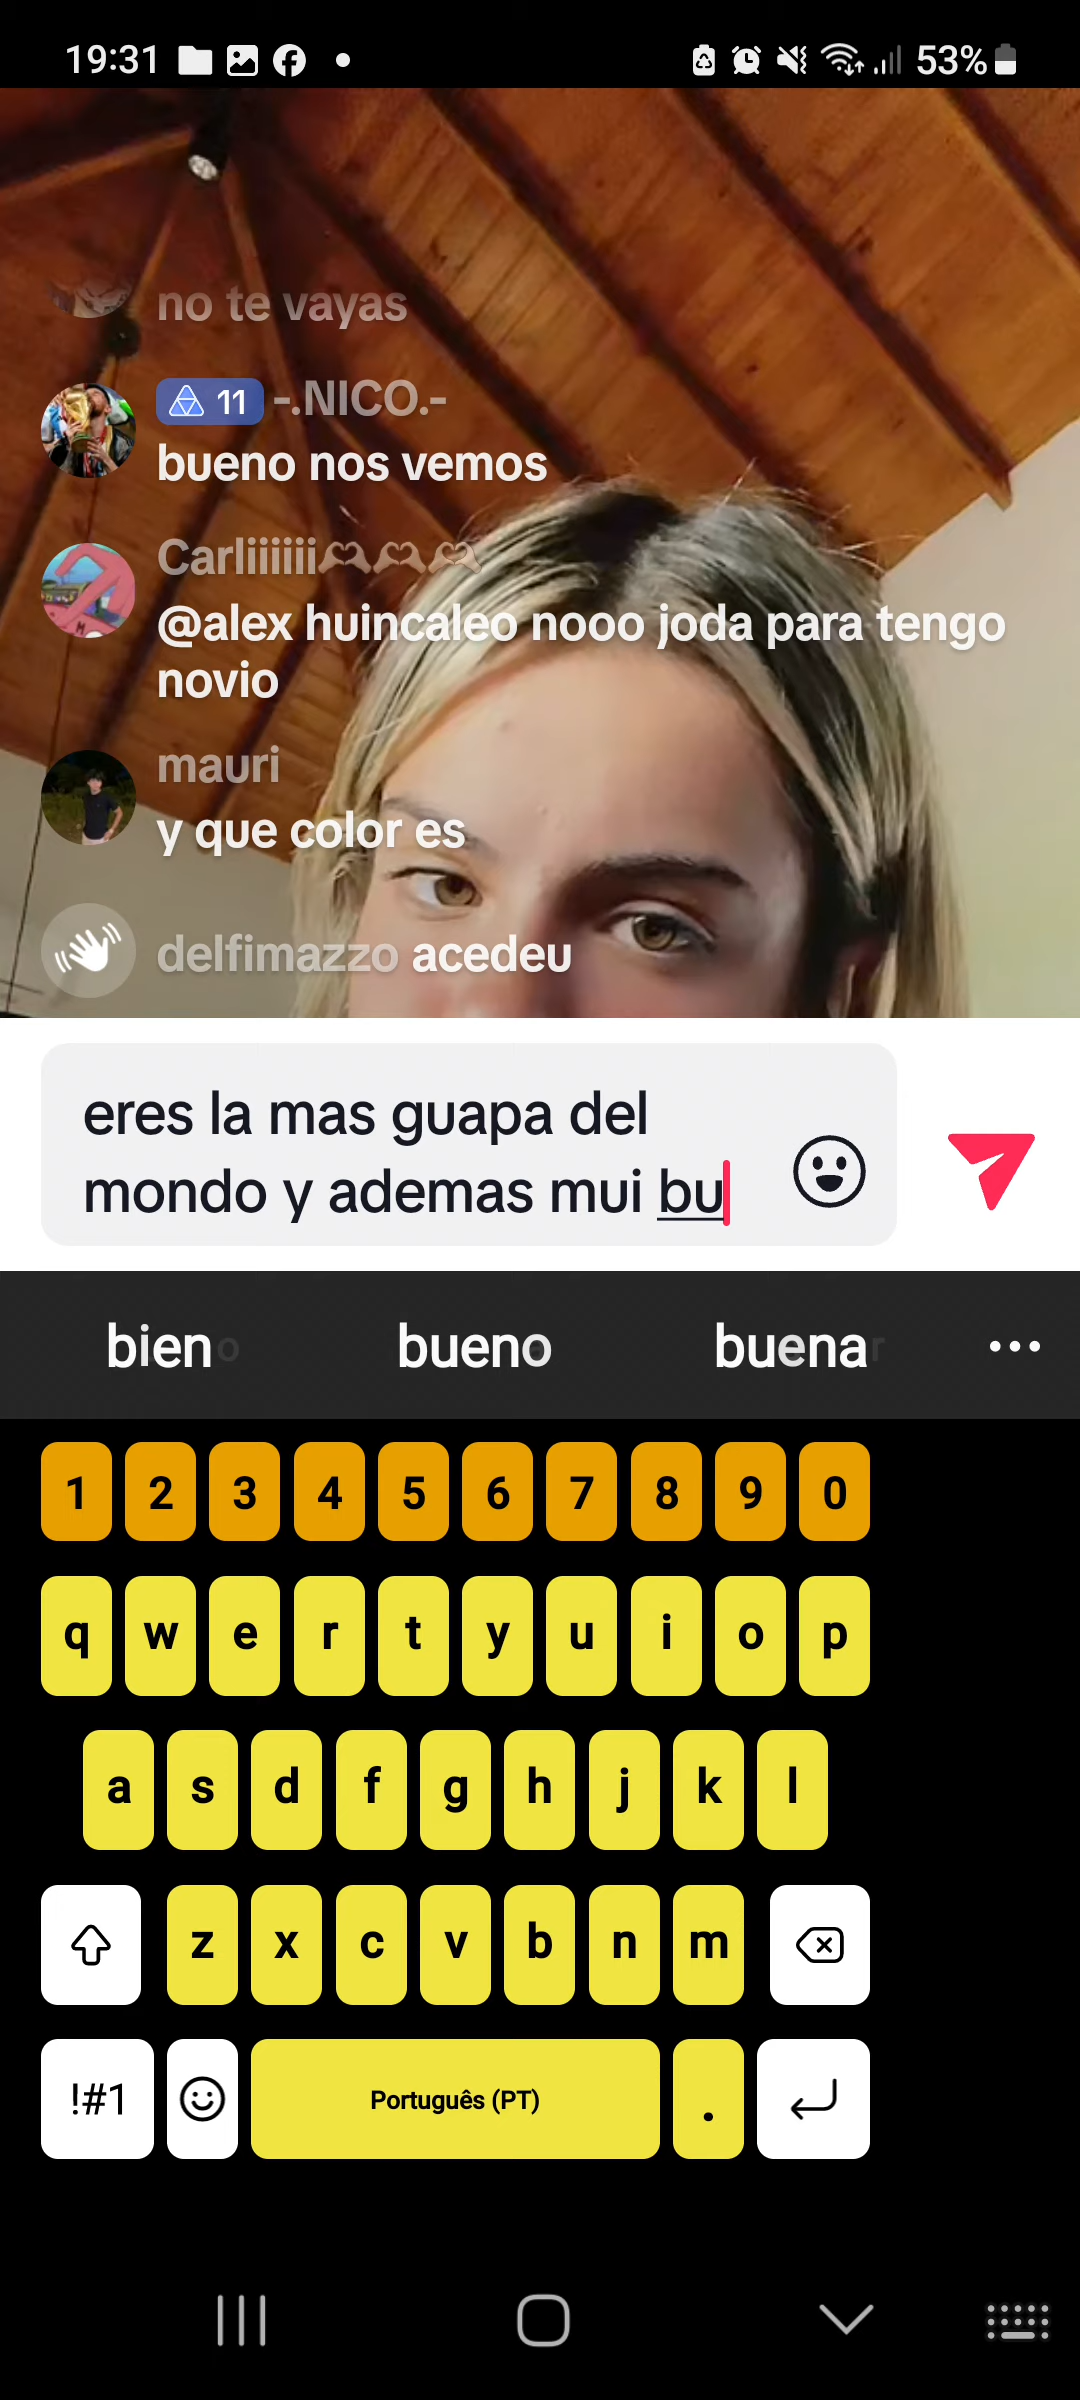 19:31
53%
no te vayas
11 -.NICO.-
bueno nos vemos
Carliiiiii🫶🫶🫶
@alex huincaleo nooo joda para tengo
novio
mauri
y que color es
delfimazzo acedeu
eres la mas guapa del
mondo y ademas mui bu
bien bueno buena
1 2 3 4 5 6 7 8 9 0
q w e r t y u i o p
a s d f g h j k l
z x c v b n m
!#1 Português (PT) .